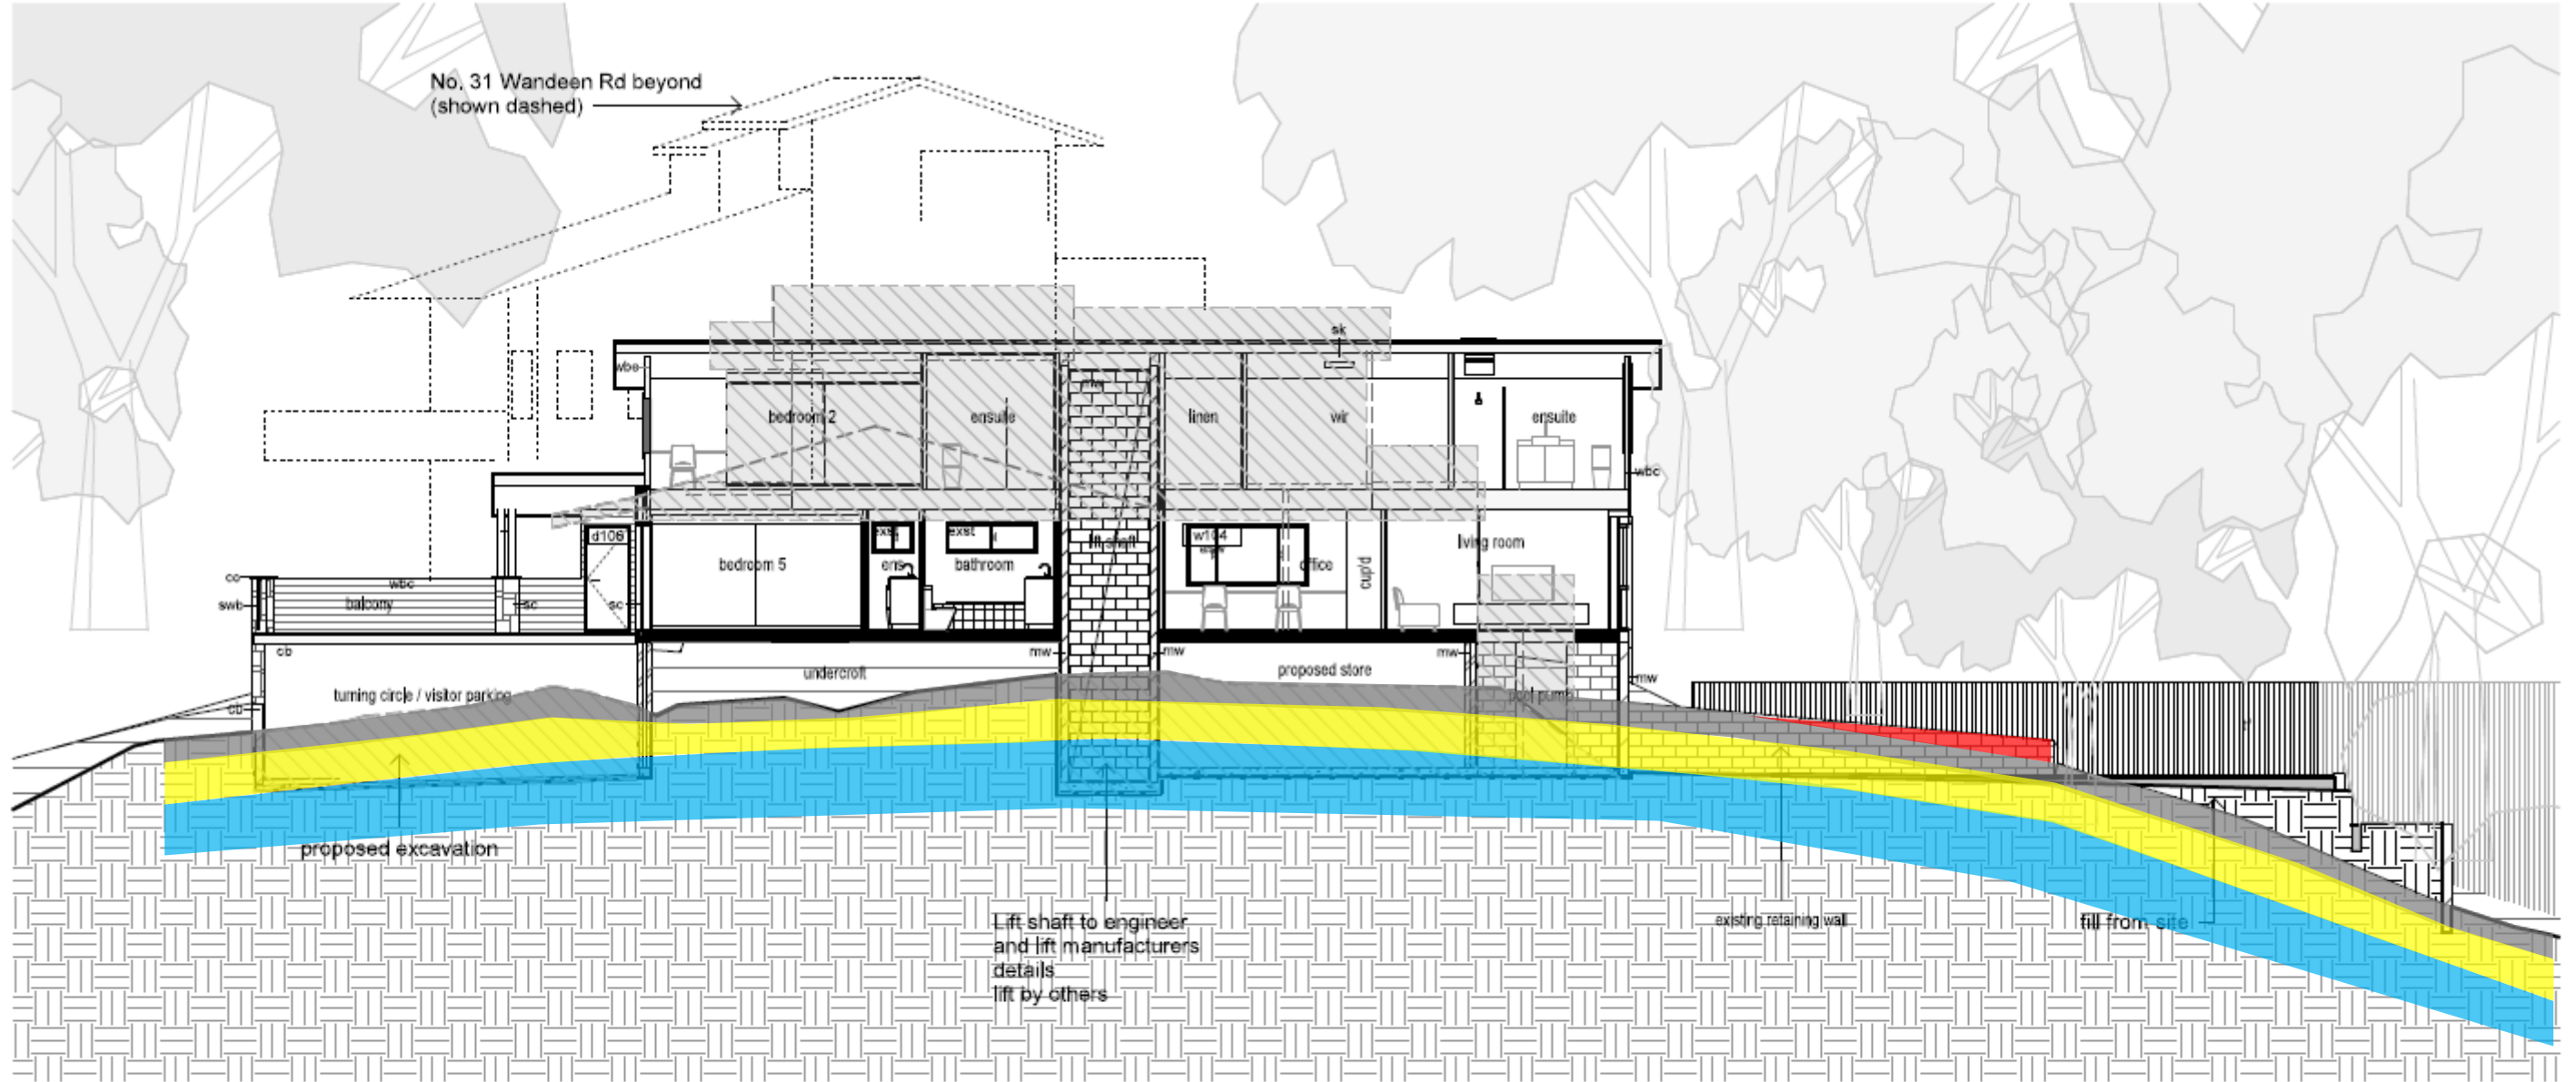 No. 31 Wandeen Rd beyond
(shown dashed)
sk
wbc
mw
bedroom 2
ensuite
linen
wir
ensuite
wbc
d106
exst
exst
w104
lift shaft
living room
bedroom 5
ens
bathroom
office
cup'd
co
wbc
swb
balcony
sc
sc
cb
mw
mw
mw
undercroft
proposed store
mw
turning circle / visitor parking
pool pump
cb
proposed excavation
Lift shaft to engineer
and lift manufacturers
details
lift by others
existing retaining wall
fill from site